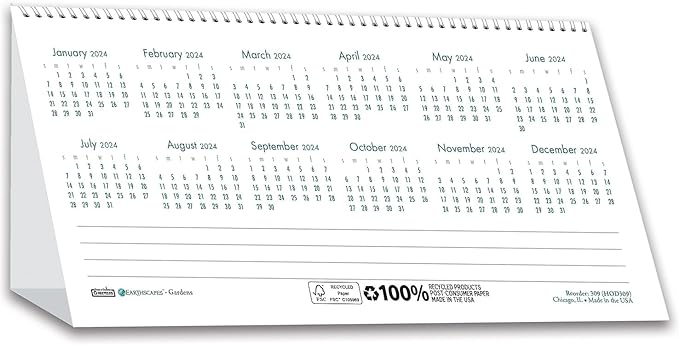 January 2024
s m t w t f s
1 2 3 4 5 6
7 8 9 10 11 12 13
14 15 16 17 18 19 20
21 22 23 24 25 26 27
28 29 30 31
February 2024
s m t w t f s
1 2 3
4 5 6 7 8 9 10
11 12 13 14 15 16 17
18 19 20 21 22 23 24
25 26 27 28 29
March 2024
s m t w t f s
1 2
3 4 5 6 7 8 9
10 11 12 13 14 15 16
17 18 19 20 21 22 23
24 25 26 27 28 29 30
31
April 2024
s m t w t f s
1 2 3 4 5 6
7 8 9 10 11 12 13
14 15 16 17 18 19 20
21 22 23 24 25 26 27
28 29 30
May 2024
s m t w t f s
1 2 3 4
5 6 7 8 9 10 11
12 13 14 15 16 17 18
19 20 21 22 23 24 25
26 27 28 29 30 31
June 2024
s m t w t f s
1
2 3 4 5 6 7 8
9 10 11 12 13 14 15
16 17 18 19 20 21 22
23 24 25 26 27 28 29
30
July 2024
s m t w t f s
1 2 3 4 5 6
7 8 9 10 11 12 13
14 15 16 17 18 19 20
21 22 23 24 25 26 27
28 29 30 31
August 2024
s m t w t f s
1 2 3
4 5 6 7 8 9 10
11 12 13 14 15 16 17
18 19 20 21 22 23 24
25 26 27 28 29 30 31
September 2024
s m t w t f s
1 2 3 4 5 6 7
8 9 10 11 12 13 14
15 16 17 18 19 20 21
22 23 24 25 26 27 28
29 30
October 2024
s m t w t f s
1 2 3 4 5
6 7 8 9 10 11 12
13 14 15 16 17 18 19
20 21 22 23 24 25 26
27 28 29 30 31
November 2024
s m t w t f s
1 2
3 4 5 6 7 8 9
10 11 12 13 14 15 16
17 18 19 20 21 22 23
24 25 26 27 28 29 30
December 2024
s m t w t f s
1 2 3 4 5 6 7
8 9 10 11 12 13 14
15 16 17 18 19 20 21
22 23 24 25 26 27 28
29 30 31
EARTHSCAPES - Gardens
FSC
RECYCLED
Paper
FSC® C105969
100%
RECYCLED PRODUCTS
POST CONSUMER PAPER
MADE IN THE USA
Reorder: 309 (HOD309)
Chicago, IL • Made in the USA